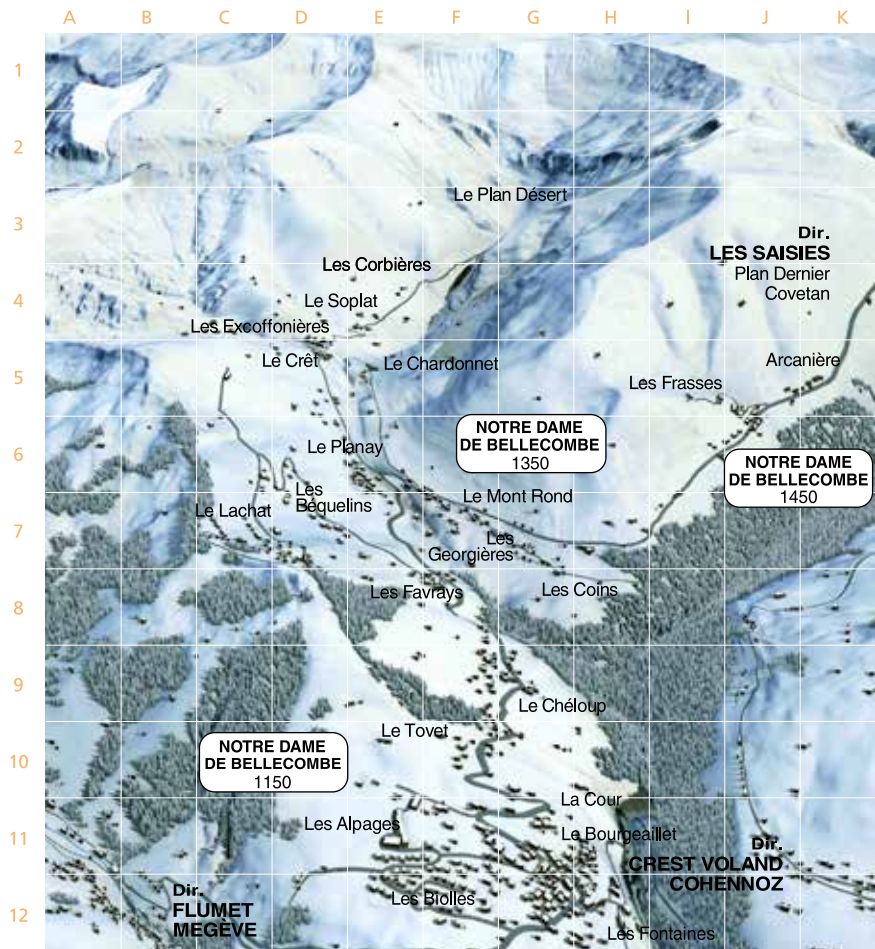 A B C D E F G H I J K
1
2
Le Plan Désert
3
Dir.
LES SAISIES
Plan Dernier
Covetan
Les Corbières
4
Le Soplat
Les Excoffonières
Le Crêt
Le Chardonnet
Arcanière
5
Les Frasses
NOTRE DAME
DE BELLECOMBE
1350
Le Planay
6
NOTRE DAME
DE BELLECOMBE
1450
Les
Béquelins
Le Mont Rond
Le Lachat
7
Les
Georgières
Les Favrays
Les Coins
8
9
Le Chéloup
Le Tovet
NOTRE DAME
DE BELLECOMBE
1150
10
La Cour
Les Alpages
Le Bourgeaillet
11
Dir.
CREST VOLAND
COHENNOZ
Dir.
FLUMET
MEGÈVE
Les Biolles
12
Les Fontaines